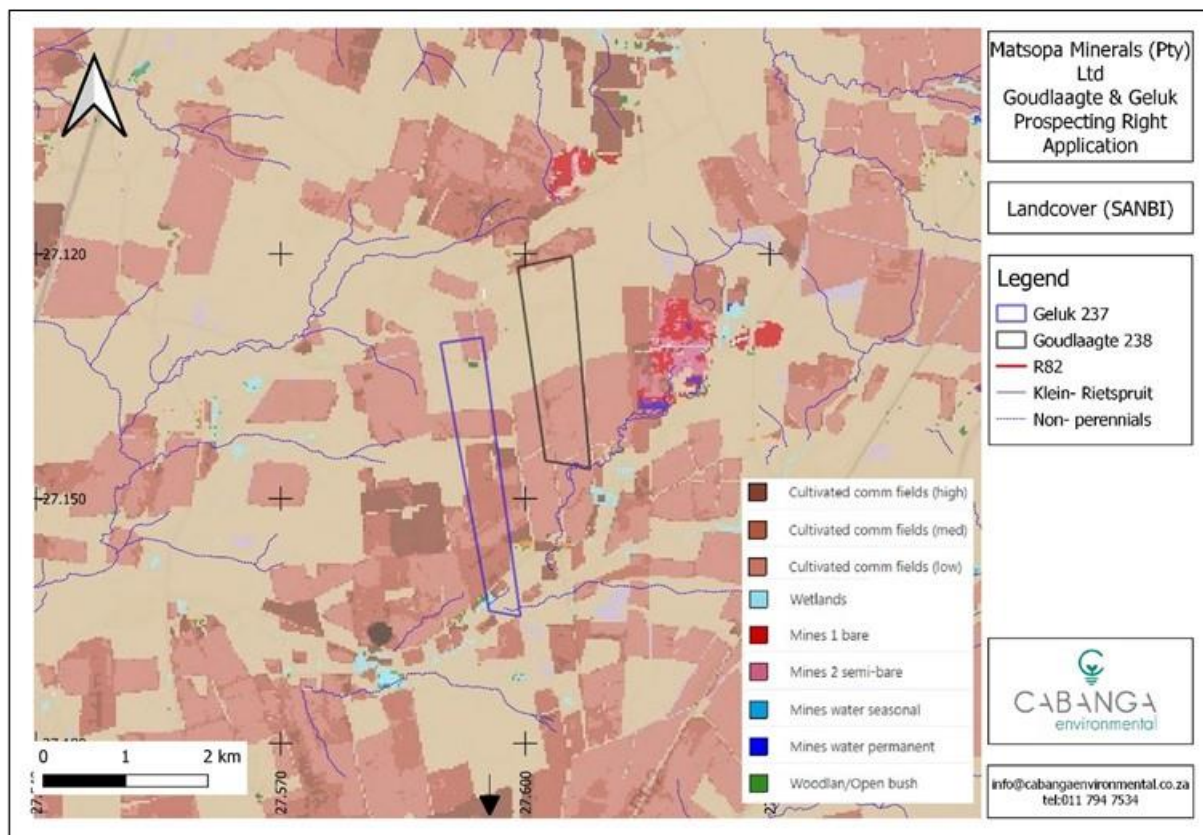 Matsopa Minerals (Pty)
Ltd
Goudlaagte & Geluk
Prospecting Right
Application
Landcover (SANBI)
Legend
Geluk 237
Goudlaagte 238
R82
Klein- Rietspruit
Non- perennials
27.120
27.150
Cultivated comm fields (high)
Cultivated comm fields (med)
Cultivated comm fields (low)
Wetlands
Mines 1 bare
Mines 2 semi-bare
Mines water seasonal
Mines water permanent
Woodlan/Open bush
0 1 2 km
27.570
27.600
CABANGA
environmental
info@cabangaenvironmental.co.za
tel:011 794 7534